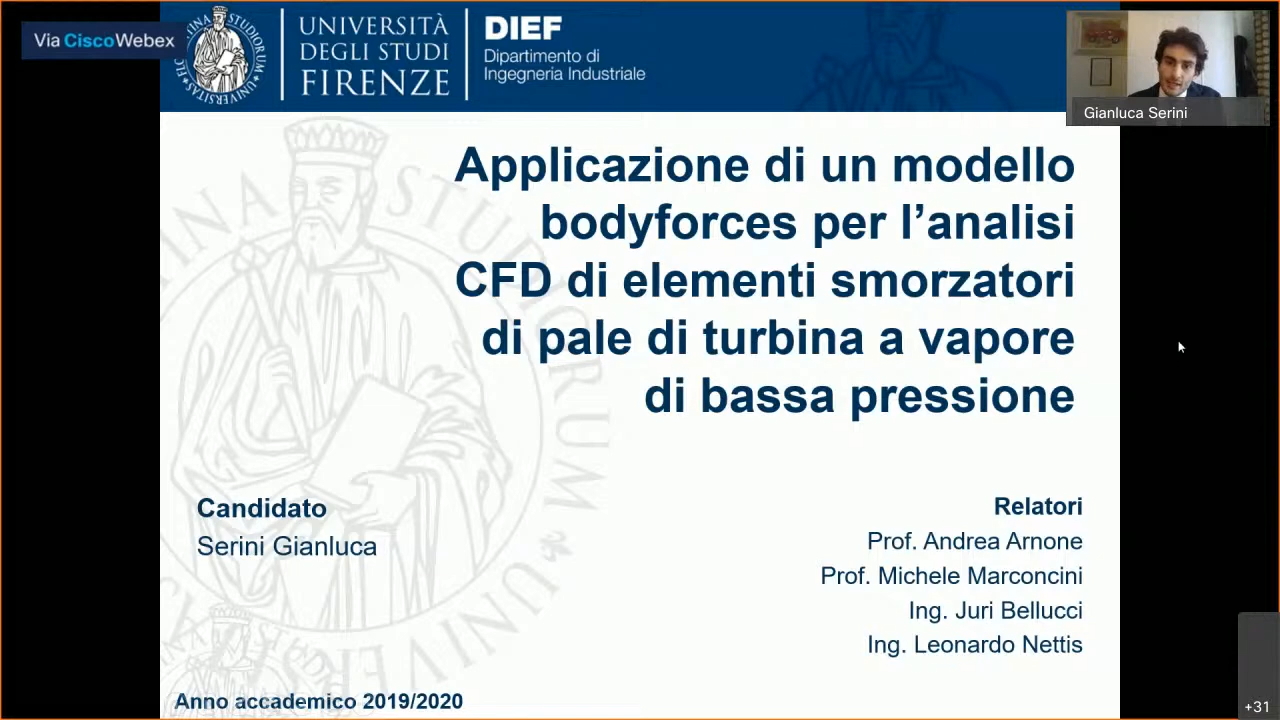 Via Cisco Webex
UNIVERSITÀ
DEGLI STUDI
FIRENZE
DIEF
Dipartimento di
Ingegneria Industriale
Gianluca Serini
Applicazione di un modello
bodyforces per l’analisi
CFD di elementi smorzatori
di pale di turbina a vapore
di bassa pressione
Candidato
Serini Gianluca
Relatori
Prof. Andrea Arnone
Prof. Michele Marconcini
Ing. Juri Bellucci
Ing. Leonardo Nettis
Anno accademico 2019/2020
+31